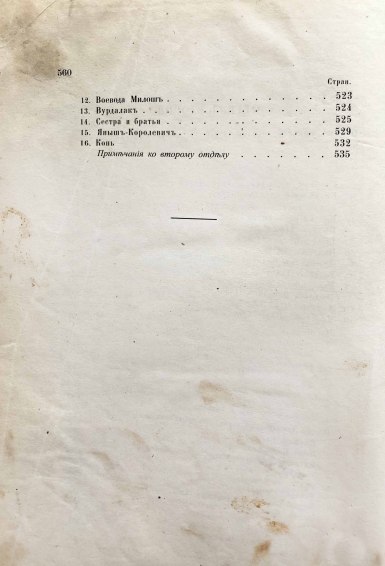 560
Стран.
12. Воевода Милошъ . . . . . . . . . . . 523
13. Вурдалакъ . . . . . . . . . . . . 524
14. Сестра и братья . . . . . . . . . . . 525
15. Янышъ-Королевичъ . . . . . . . . . . 529
16. Конь . . . . . . . . . . . . . 532
Примѣчанія ко второму отдѣлу . . . . . . 535